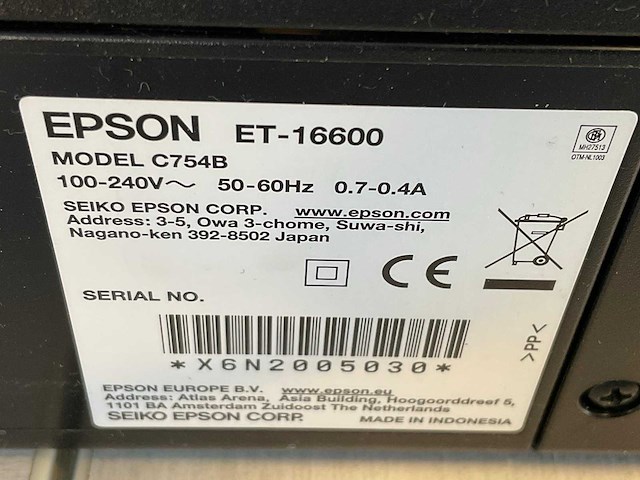 EPSON ET-16600
MODEL C754B
100-240V～ 50-60Hz 0.7-0.4A
SEIKO EPSON CORP. www.epson.com
Address: 3-5, Owa 3-chome, Suwa-shi,
Nagano-ken 392-8502 Japan
MH27513
OTM-NL1003
CE
SERIAL NO.
*X6N2005030*
>PP<
EPSON EUROPE B.V. www.epson.eu
Address: Atlas Arena, Asia Building, Hoogoorddreef 5,
1101 BA Amsterdam Zuidoost The Netherlands
SEIKO EPSON CORP. MADE IN INDONESIA